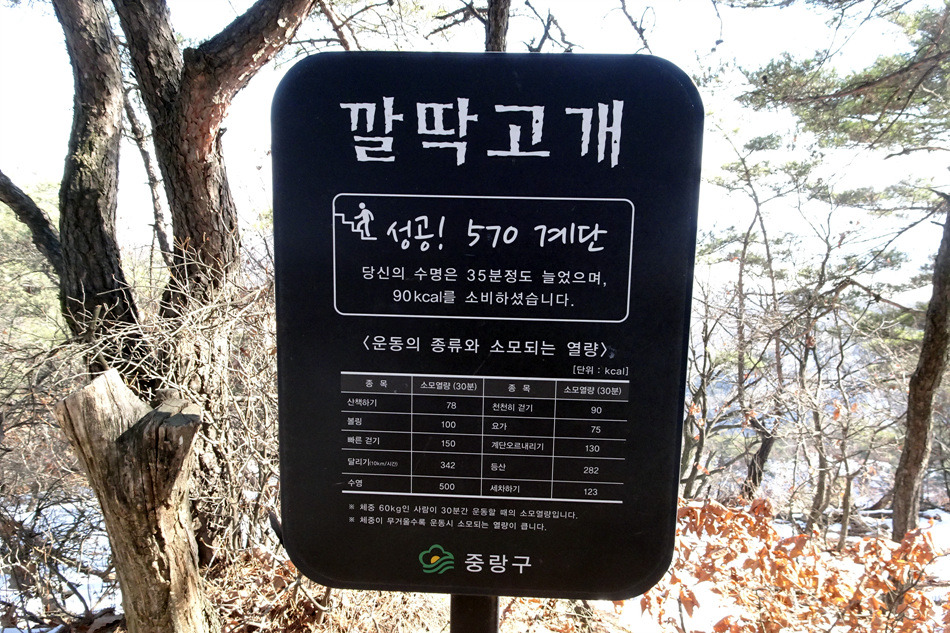 깔딱고개
성공! 570 계단
당신의 수명은 35분정도 늘었으며,
90kcal를 소비하셨습니다.
<운동의 종류와 소모되는 열량>
[단위 : kcal]
종 목 소모열량 (30분) 종 목 소모열량 (30분)
산책하기 78 천천히 걷기 90
볼링 100 요가 75
빠른 걷기 150 계단오르내리기 130
달리기(10km/시간) 342 등산 282
수영 500 세차하기 123
※ 체중 60kg인 사람이 30분간 운동할 때의 소모열량입니다.
※ 체중이 무거울수록 운동시 소모되는 열량이 큽니다.
중랑구